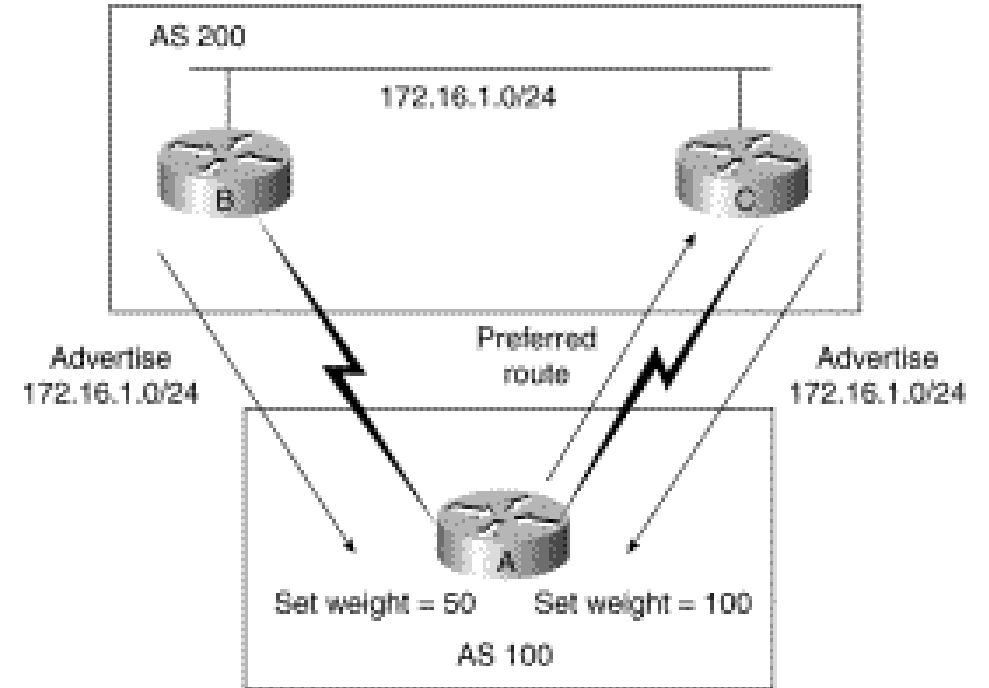 AS 200
172.16.1.0/24
B
C
Advertise
172.16.1.0/24
Preferred
route
Advertise
172.16.1.0/24
A
Set weight = 50
Set weight = 100
AS 100